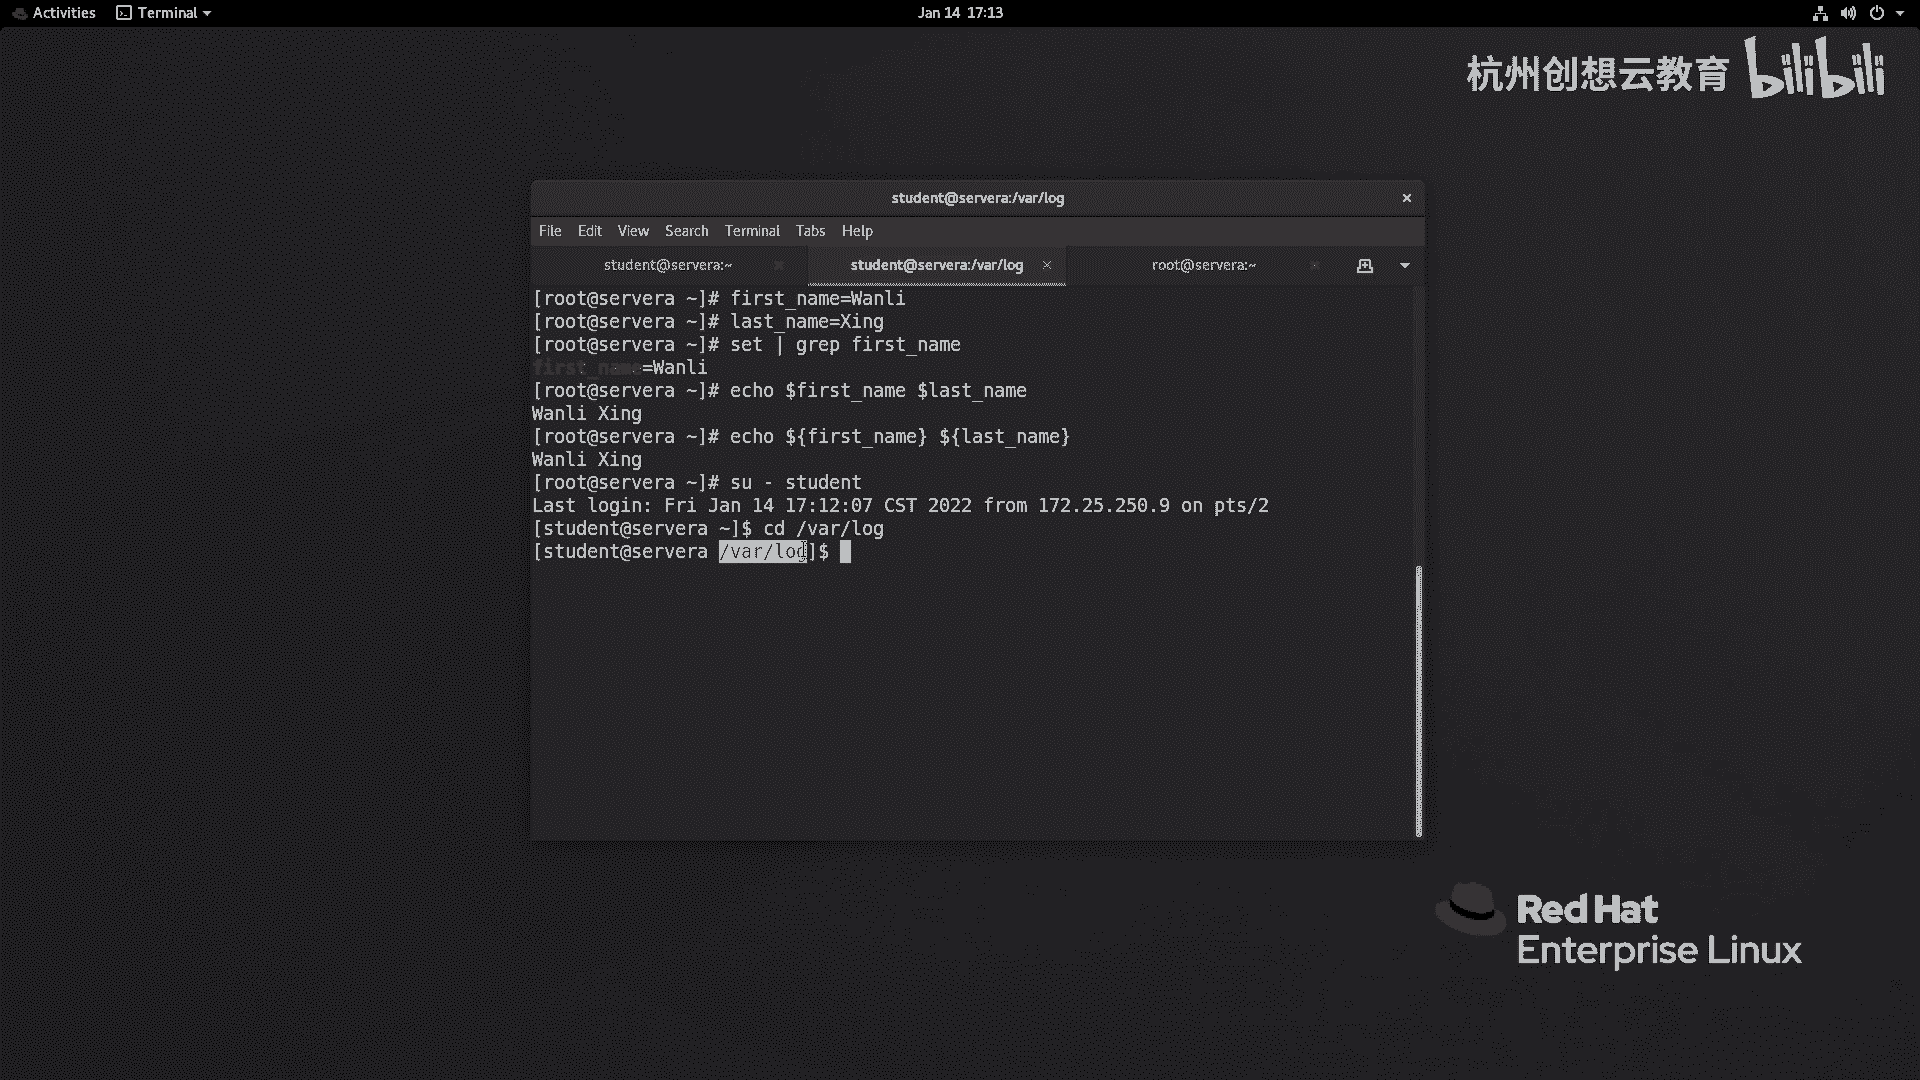 Activities Terminal Jan 14 17:13
杭州创想云教育 bilibili
student@servera:/var/log
File Edit View Search Terminal Tabs Help
student@servera:~ student@servera:/var/log root@servera:~
[root@servera ~]# first_name=Wanli
[root@servera ~]# last_name=Xing
[root@servera ~]# set | grep first_name
first_name=Wanli
[root@servera ~]# echo $first_name $last_name
Wanli Xing
[root@servera ~]# echo ${first_name} ${last_name}
Wanli Xing
[root@servera ~]# su - student
Last login: Fri Jan 14 17:12:07 CST 2022 from 172.25.250.9 on pts/2
[student@servera ~]$ cd /var/log
[student@servera /var/log]$
Red Hat
Enterprise Linux